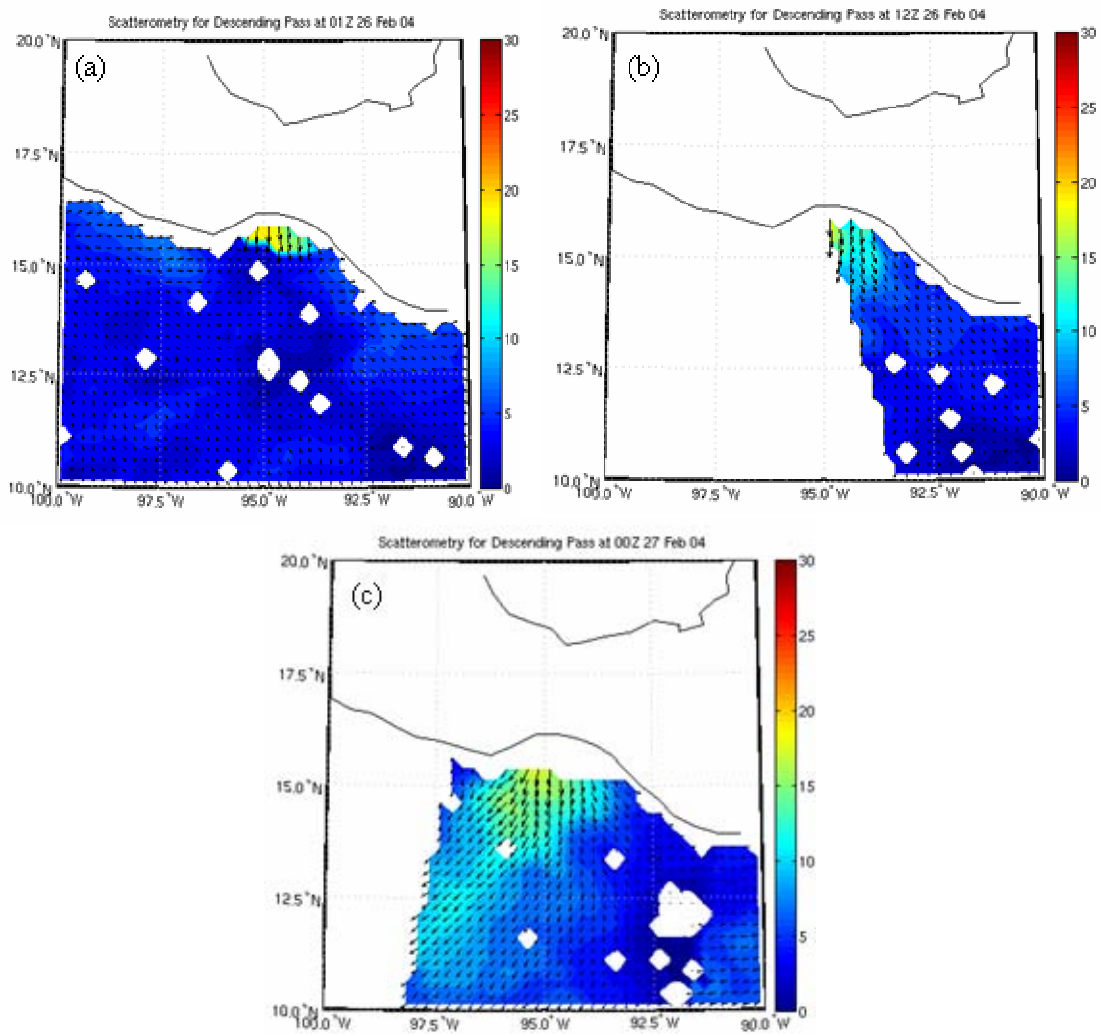 Scatterometry for Descending Pass at 01Z 26 Feb 04
(a)
20.0°N
17.5°N
15.0°N
12.5°N
10.0°N
100.0°W 97.5°W 95.0°W 92.5°W 90.0°W
30
25
20
15
10
5
0
Scatterometry for Descending Pass at 12Z 26 Feb 04
(b)
20.0°N
17.5°N
15.0°N
12.5°N
10.0°N
100.0°W 97.5°W 95.0°W 92.5°W 90.0°W
30
25
20
15
10
5
0
Scatterometry for Descending Pass at 00Z 27 Feb 04
(c)
20.0°N
17.5°N
15.0°N
12.5°N
10.0°N
100.0°W 97.5°W 95.0°W 92.5°W 90.0°W
30
25
20
15
10
5
0